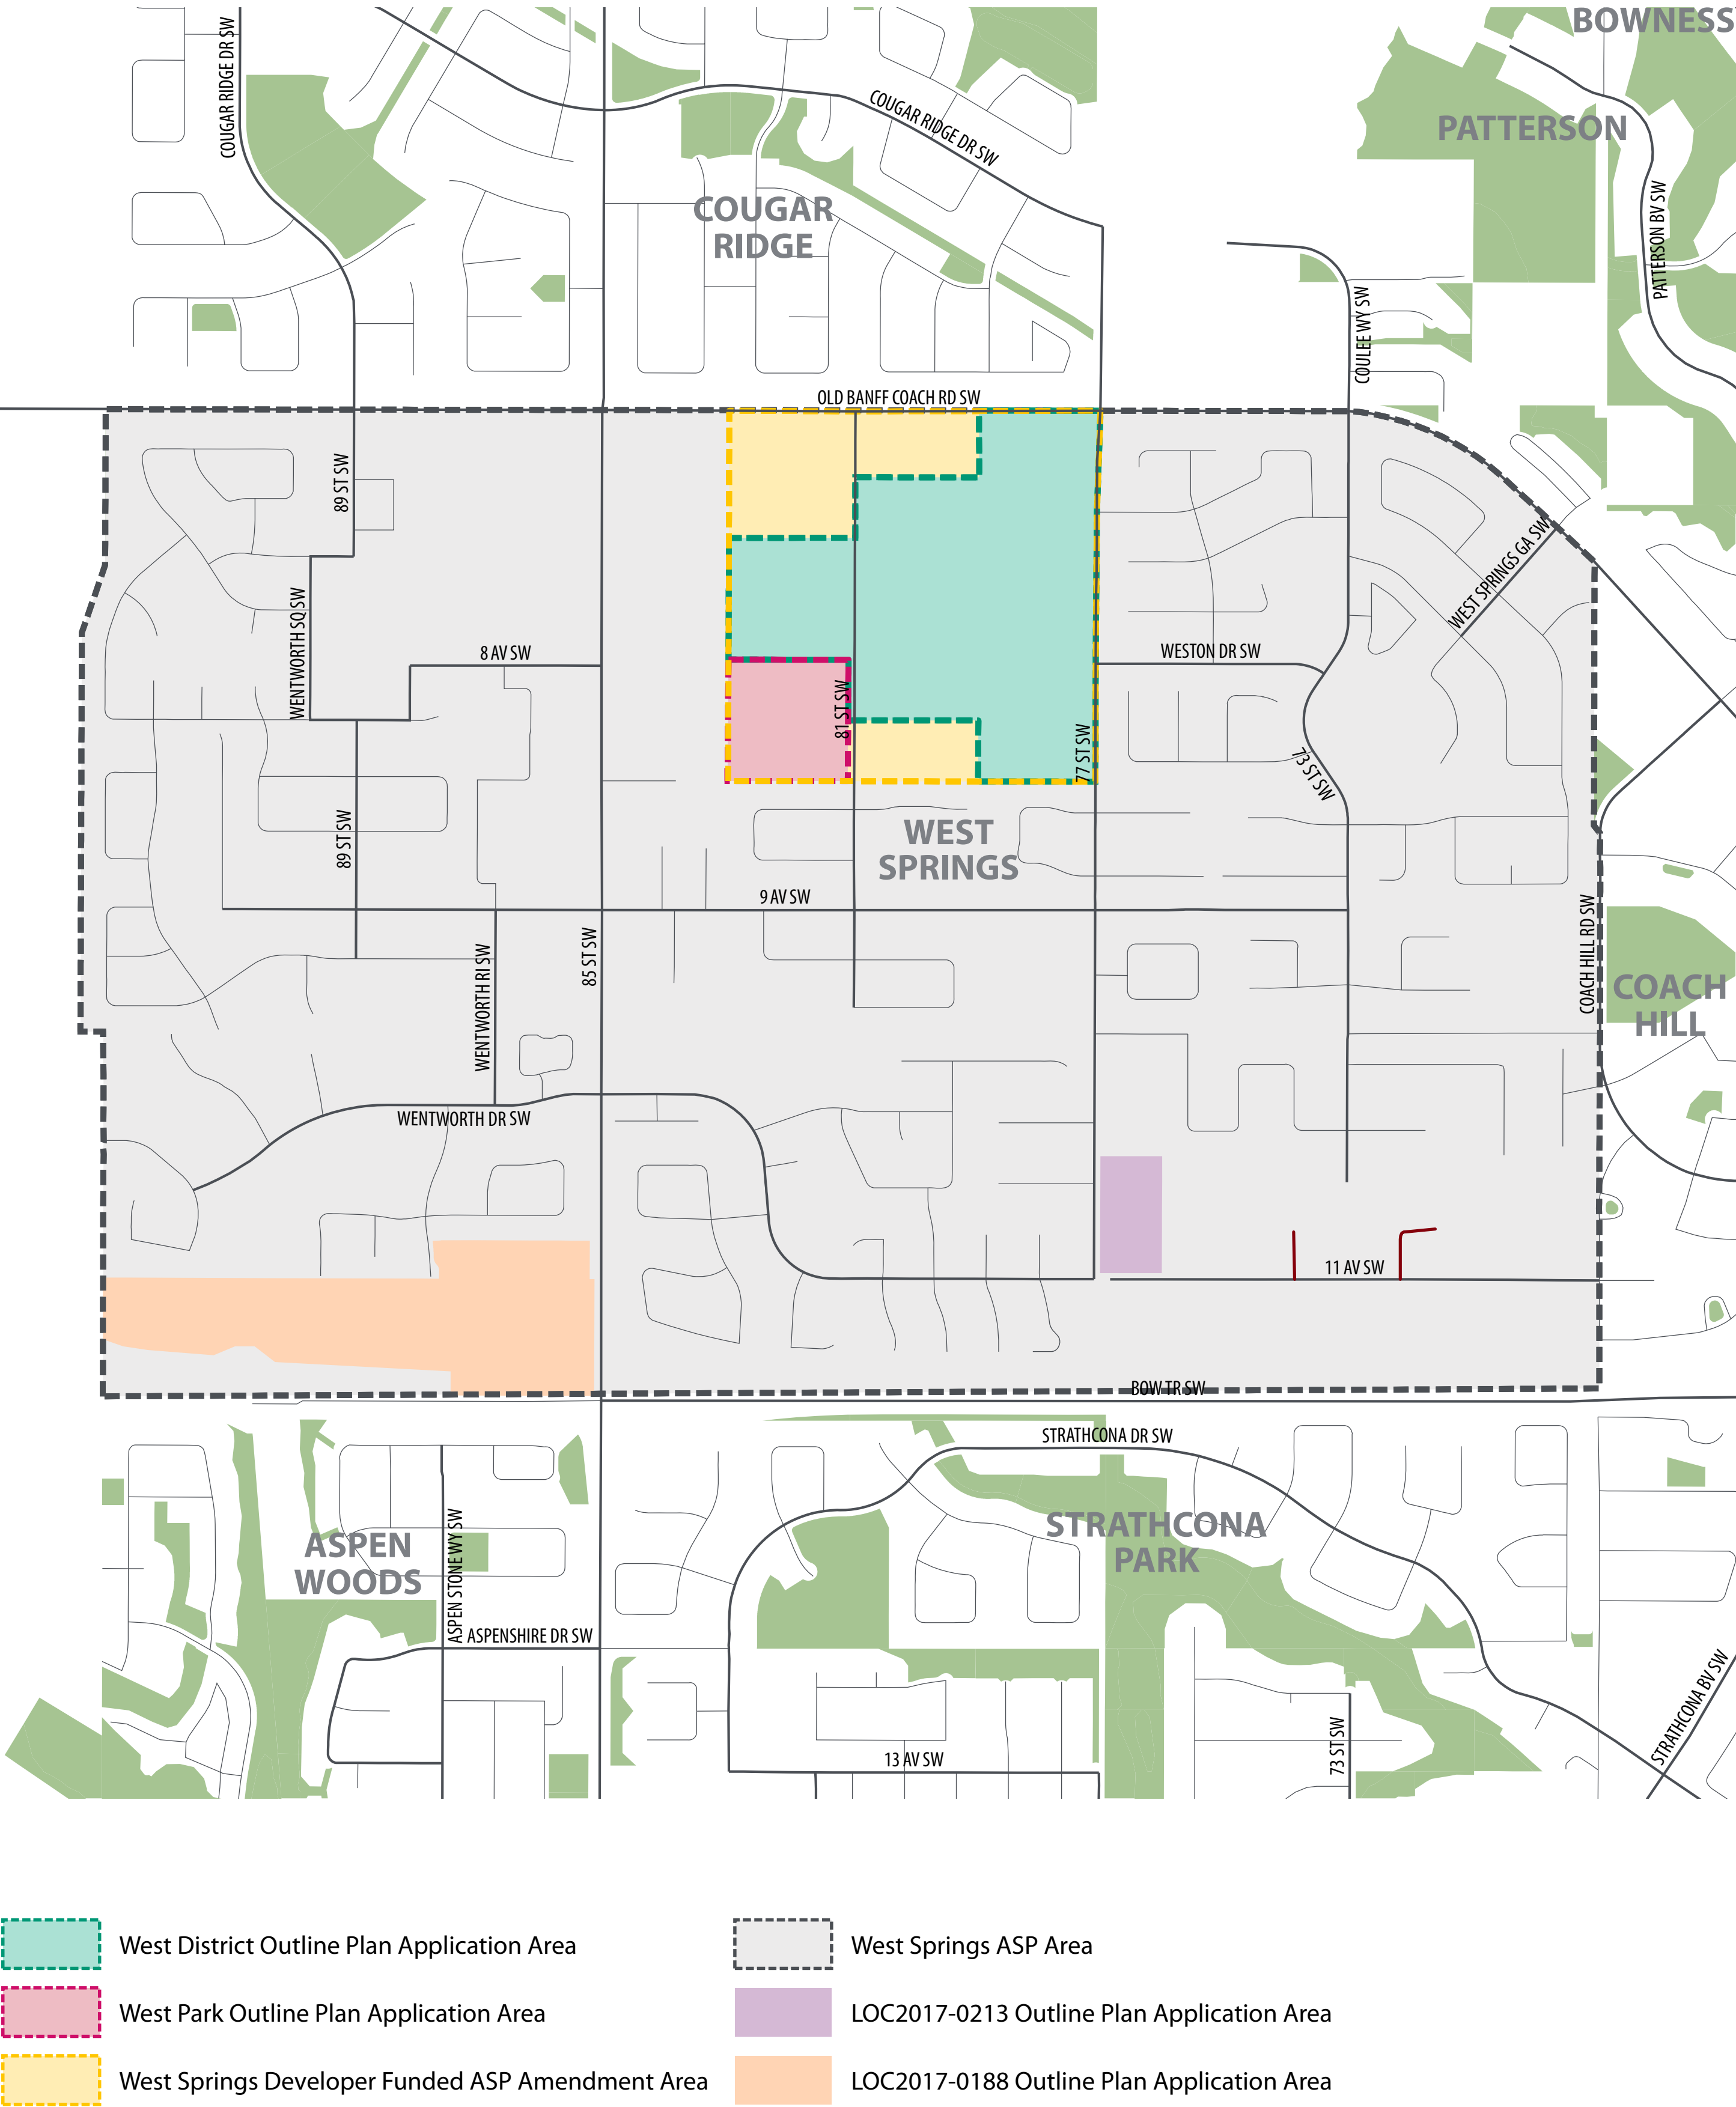 BOWNESS
COUGAR RIDGE DR SW
COUGAR RIDGE DR SW
PATTERSON
PATTERSON BV SW
COUGAR
RIDGE
COULEE WY SW
OLD BANFF COACH RD SW
89 ST SW
WEST SPRINGS GA SW
WENTWORTH SQ SW
8 AV SW
WESTON DR SW
81 ST SW
77 ST SW
73 ST SW
89 ST SW
WEST
SPRINGS
9 AV SW
85 ST SW
WENTWORTH RI SW
COACH HILL RD SW
COACH
HILL
WENTWORTH DR SW
11 AV SW
BOW TR SW
STRATHCONA DR SW
ASPEN
WOODS
ASPEN STONE WY SW
STRATHCONA
PARK
ASPENSHIRE DR SW
STRATHCONA BV SW
13 AV SW
73 ST SW
West District Outline Plan Application Area
West Park Outline Plan Application Area
West Springs Developer Funded ASP Amendment Area
West Springs ASP Area
LOC2017-0213 Outline Plan Application Area
LOC2017-0188 Outline Plan Application Area